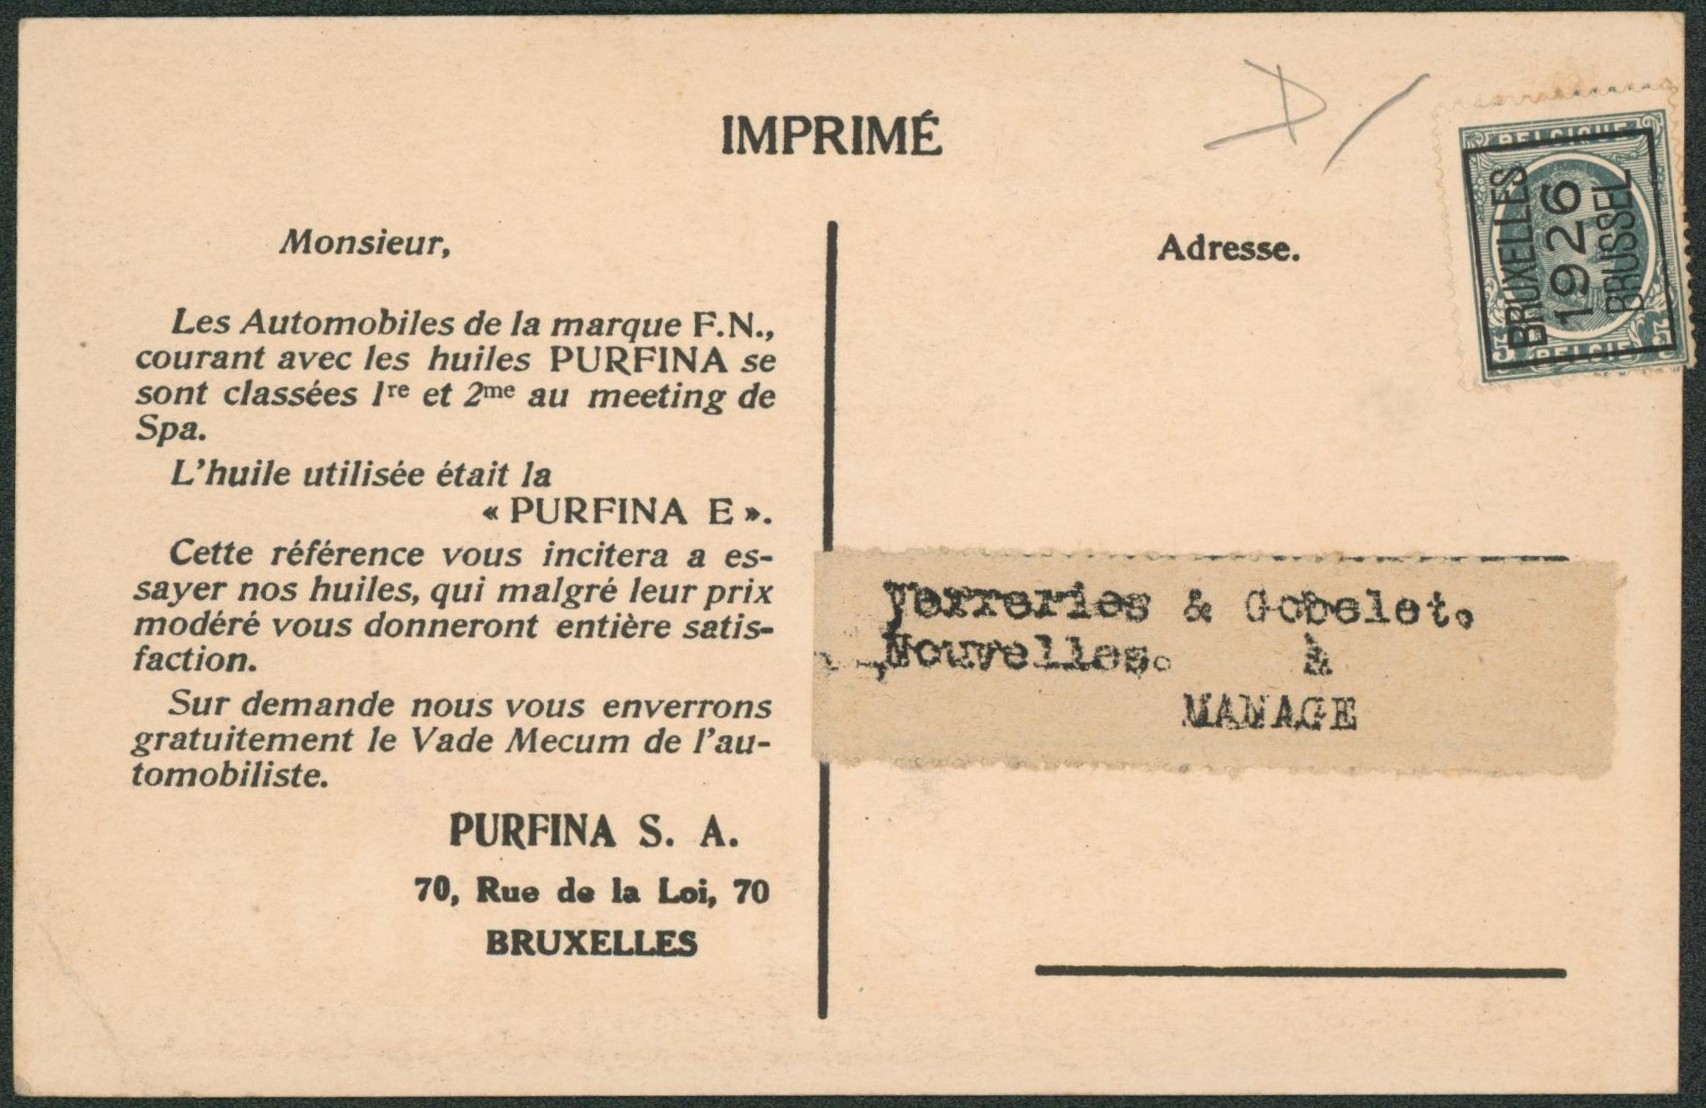 IMPRIMÉ
Monsieur,
Les Automobiles de la marque F.N.,
courant avec les huiles PURFINA se
sont classées 1re et 2me au meeting de
Spa.
L'huile utilisée était la
« PURFINA E ».
Cette référence vous incitera a es-
sayer nos huiles, qui malgré leur prix
modéré vous donneront entière satis-
faction.
Sur demande nous vous enverrons
gratuitement le Vade Mecum de l'au-
tomobiliste.
PURFINA S. A.
70, Rue de la Loi, 70
BRUXELLES
Adresse.
Verreries & Gobelet.
Nouvelles. à
MANAGE
BELGIQUE
BRUXELLES
1926
BRUSSEL
BELGIE